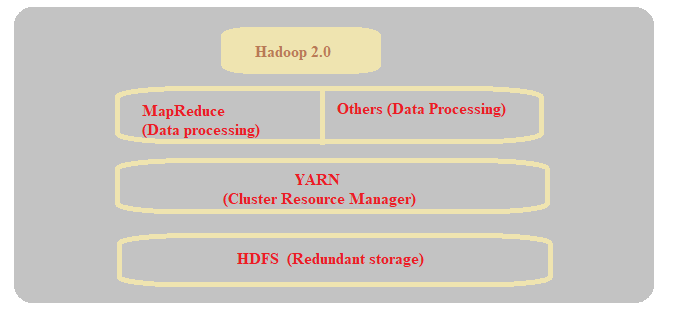 Hadoop 2.0
MapReduce
(Data processing)
Others (Data Processing)
YARN
(Cluster Resource Manager)
HDFS  (Redundant storage)